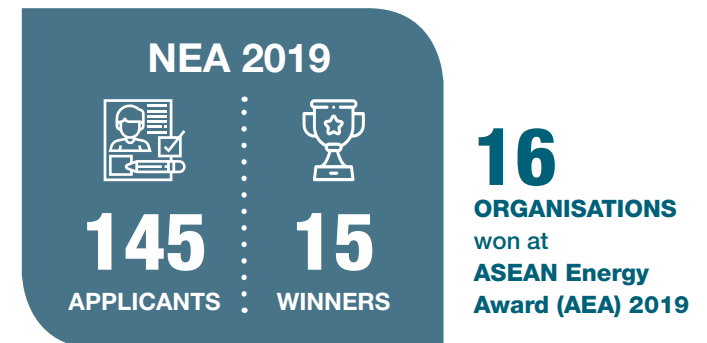 NEA 2019
145
APPLICANTS
15
WINNERS
16
ORGANISATIONS
won at
ASEAN Energy
Award (AEA) 2019